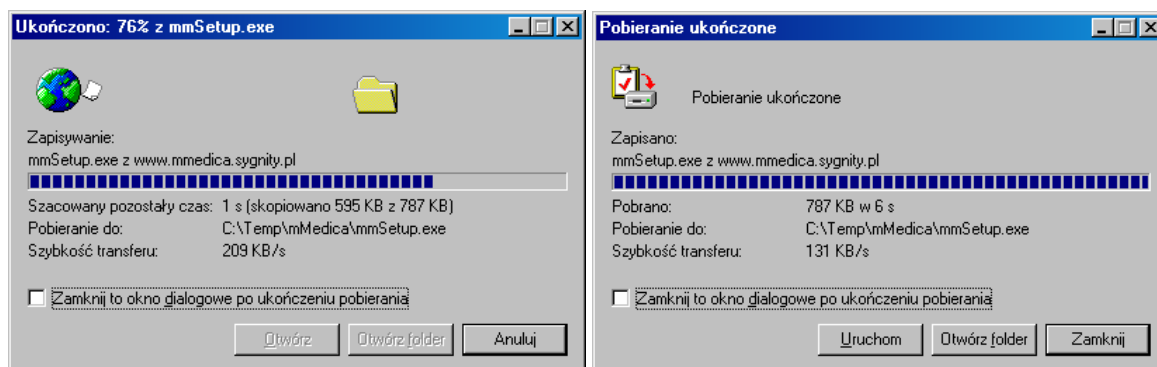 Ukończono: 76% z mmSetup.exe
Zapisywanie:
mmSetup.exe z www.mmedica.sygnity.pl
Szacowany pozostały czas: 1 s (skopiowano 595 KB z 787 KB)
Pobieranie do: C:\Temp\mMedica\mmSetup.exe
Szybkość transferu: 209 KB/s
Zamknij to okno dialogowe po ukończeniu pobierania
Otwórz Otwórz folder Anuluj
Pobieranie ukończone
Pobieranie ukończone
Zapisano:
mmSetup.exe z www.mmedica.sygnity.pl
Pobrano: 787 KB w 6 s
Pobieranie do: C:\Temp\mMedica\mmSetup.exe
Szybkość transferu: 131 KB/s
Zamknij to okno dialogowe po ukończeniu pobierania
Uruchom Otwórz folder Zamknij